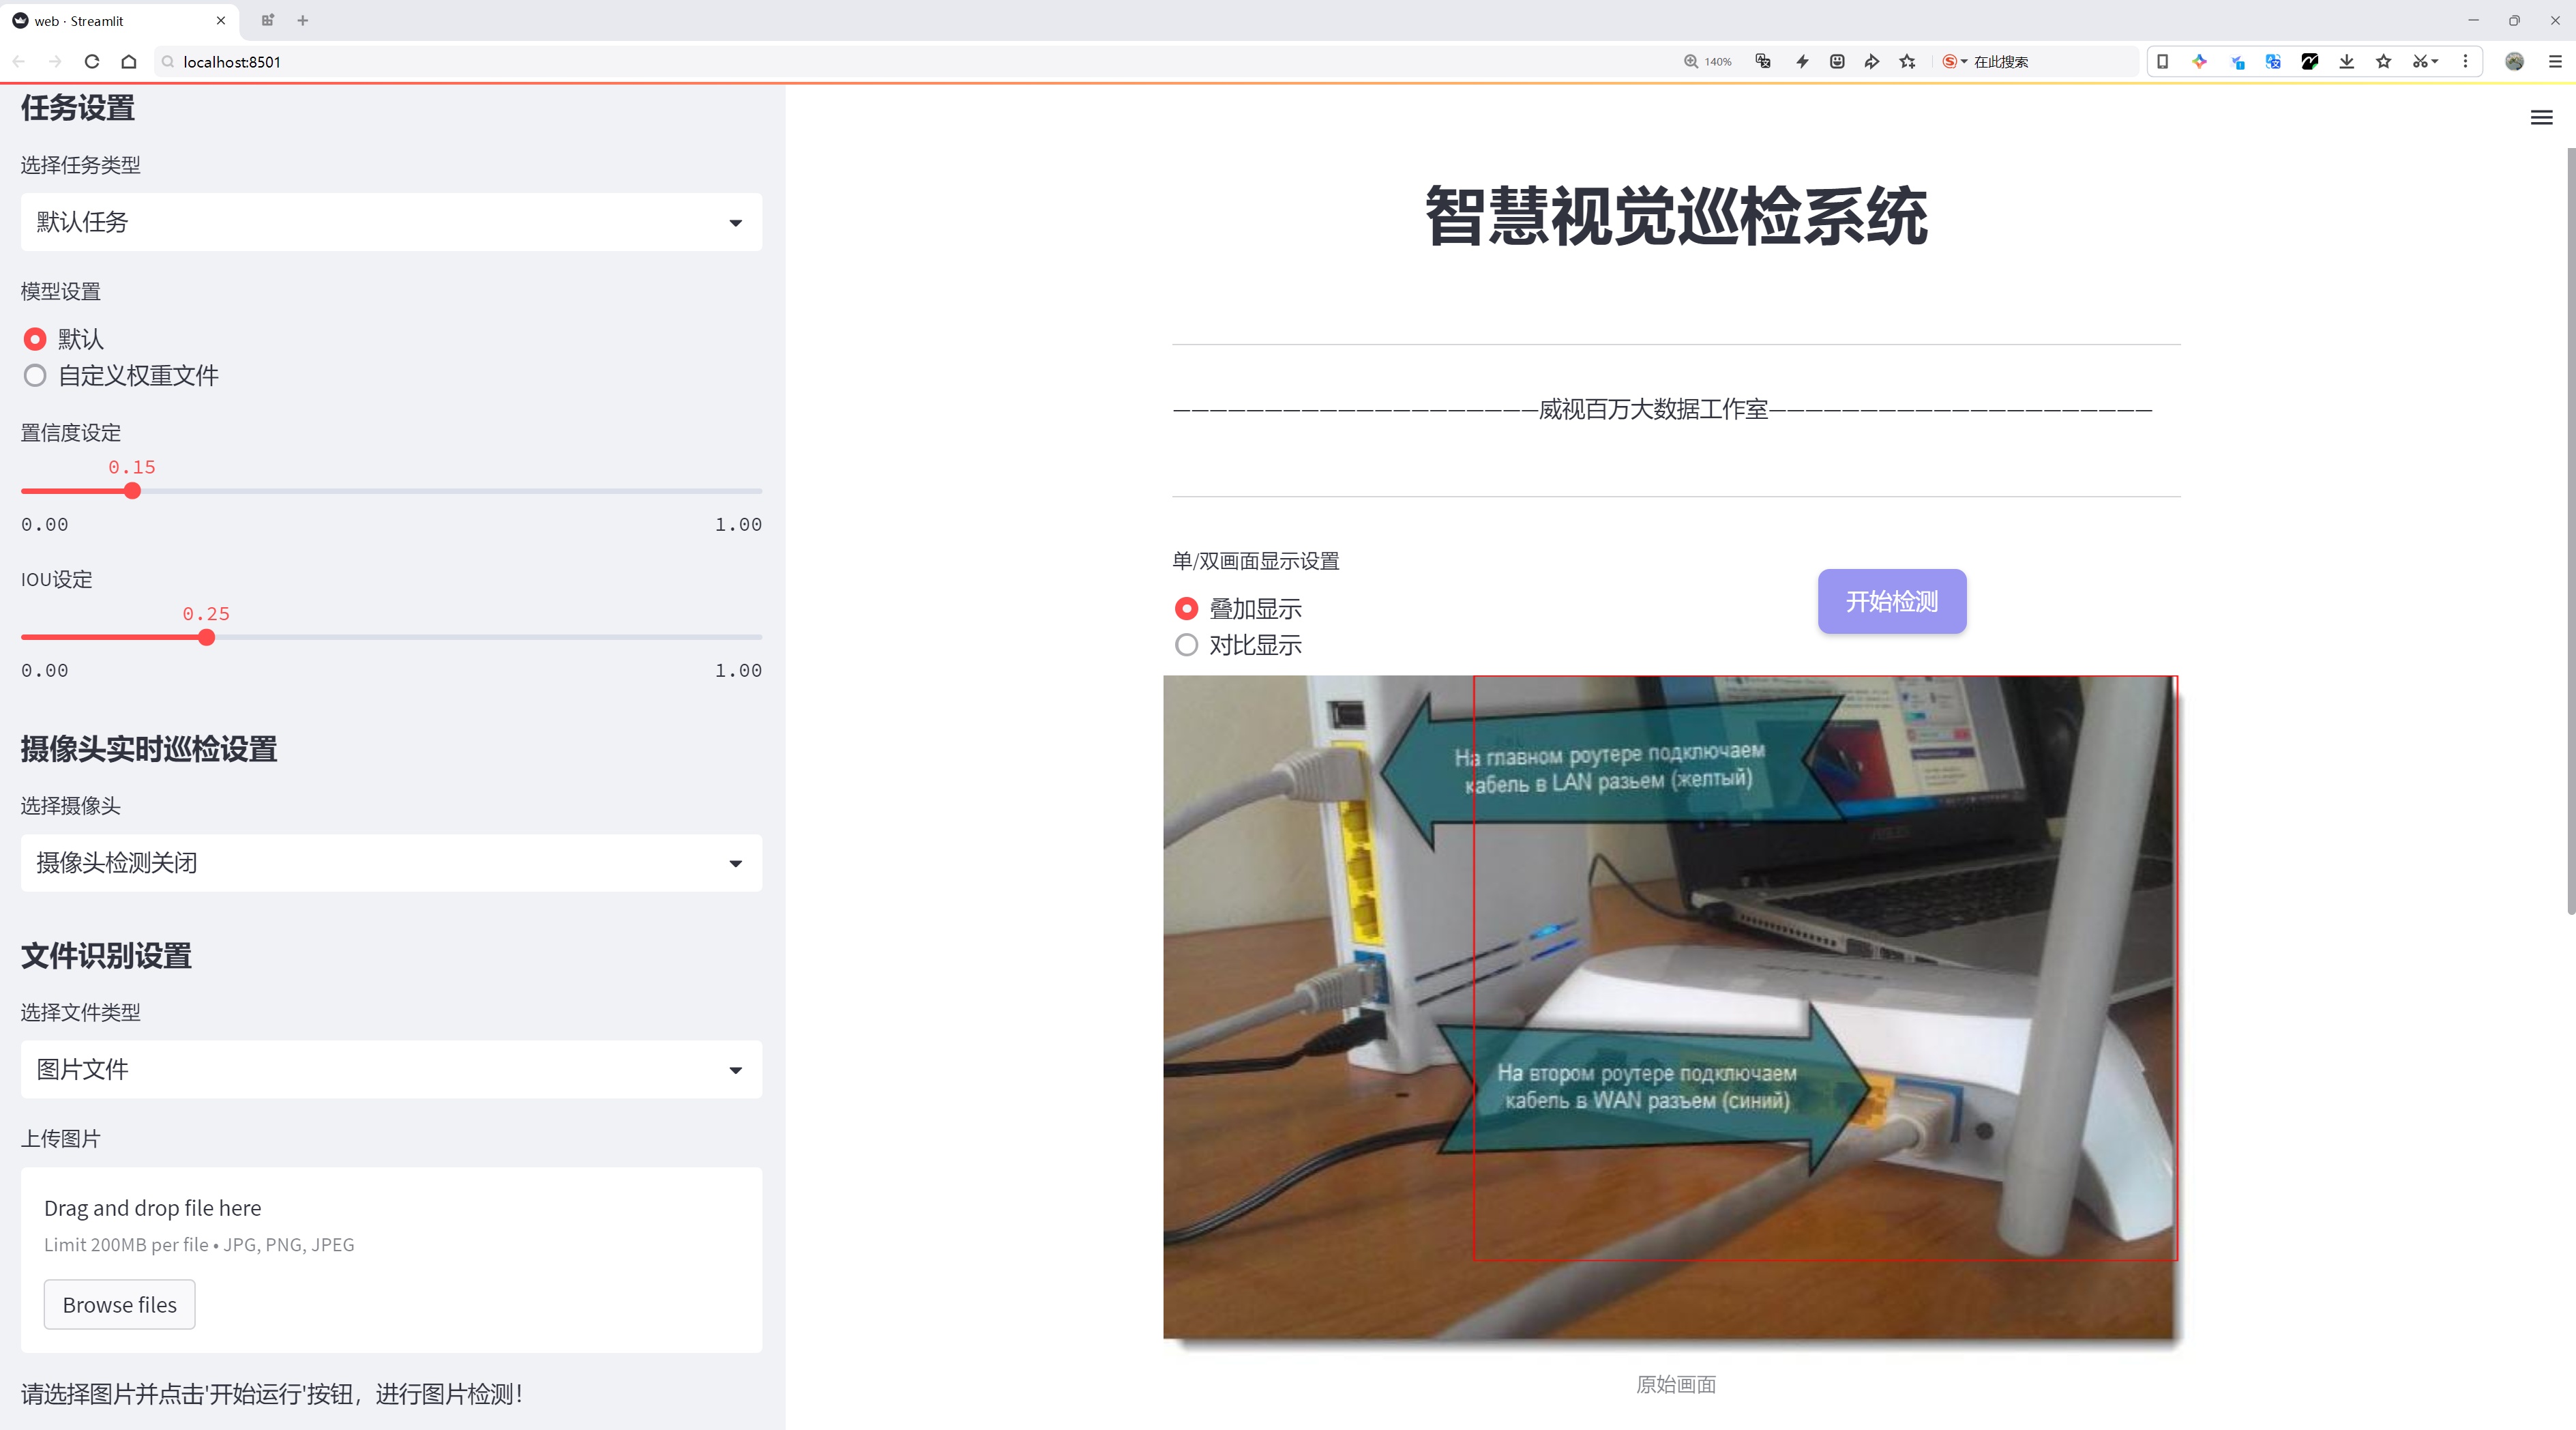 web · Streamlit
localhost:8501
140%
在此搜索
任务设置
选择任务类型
默认任务
模型设置
默认
自定义权重文件
置信度设定
0.15
0.00
1.00
IOU设定
0.25
0.00
1.00
摄像头实时巡检设置
选择摄像头
摄像头检测关闭
文件识别设置
选择文件类型
图片文件
上传图片
Drag and drop file here
Limit 200MB per file • JPG, PNG, JPEG
Browse files
请选择图片并点击'开始运行'按钮，进行图片检测！
智慧视觉巡检系统
————————————————————威视百万大数据工作室—————————————————————
单/双画面显示设置
叠加显示
对比显示
开始检测
На главном роутере подключаем
кабель в LAN разьем (желтый)
ASUS
На втором роутере подключаем
кабель в WAN разъем (синий)
原始画面